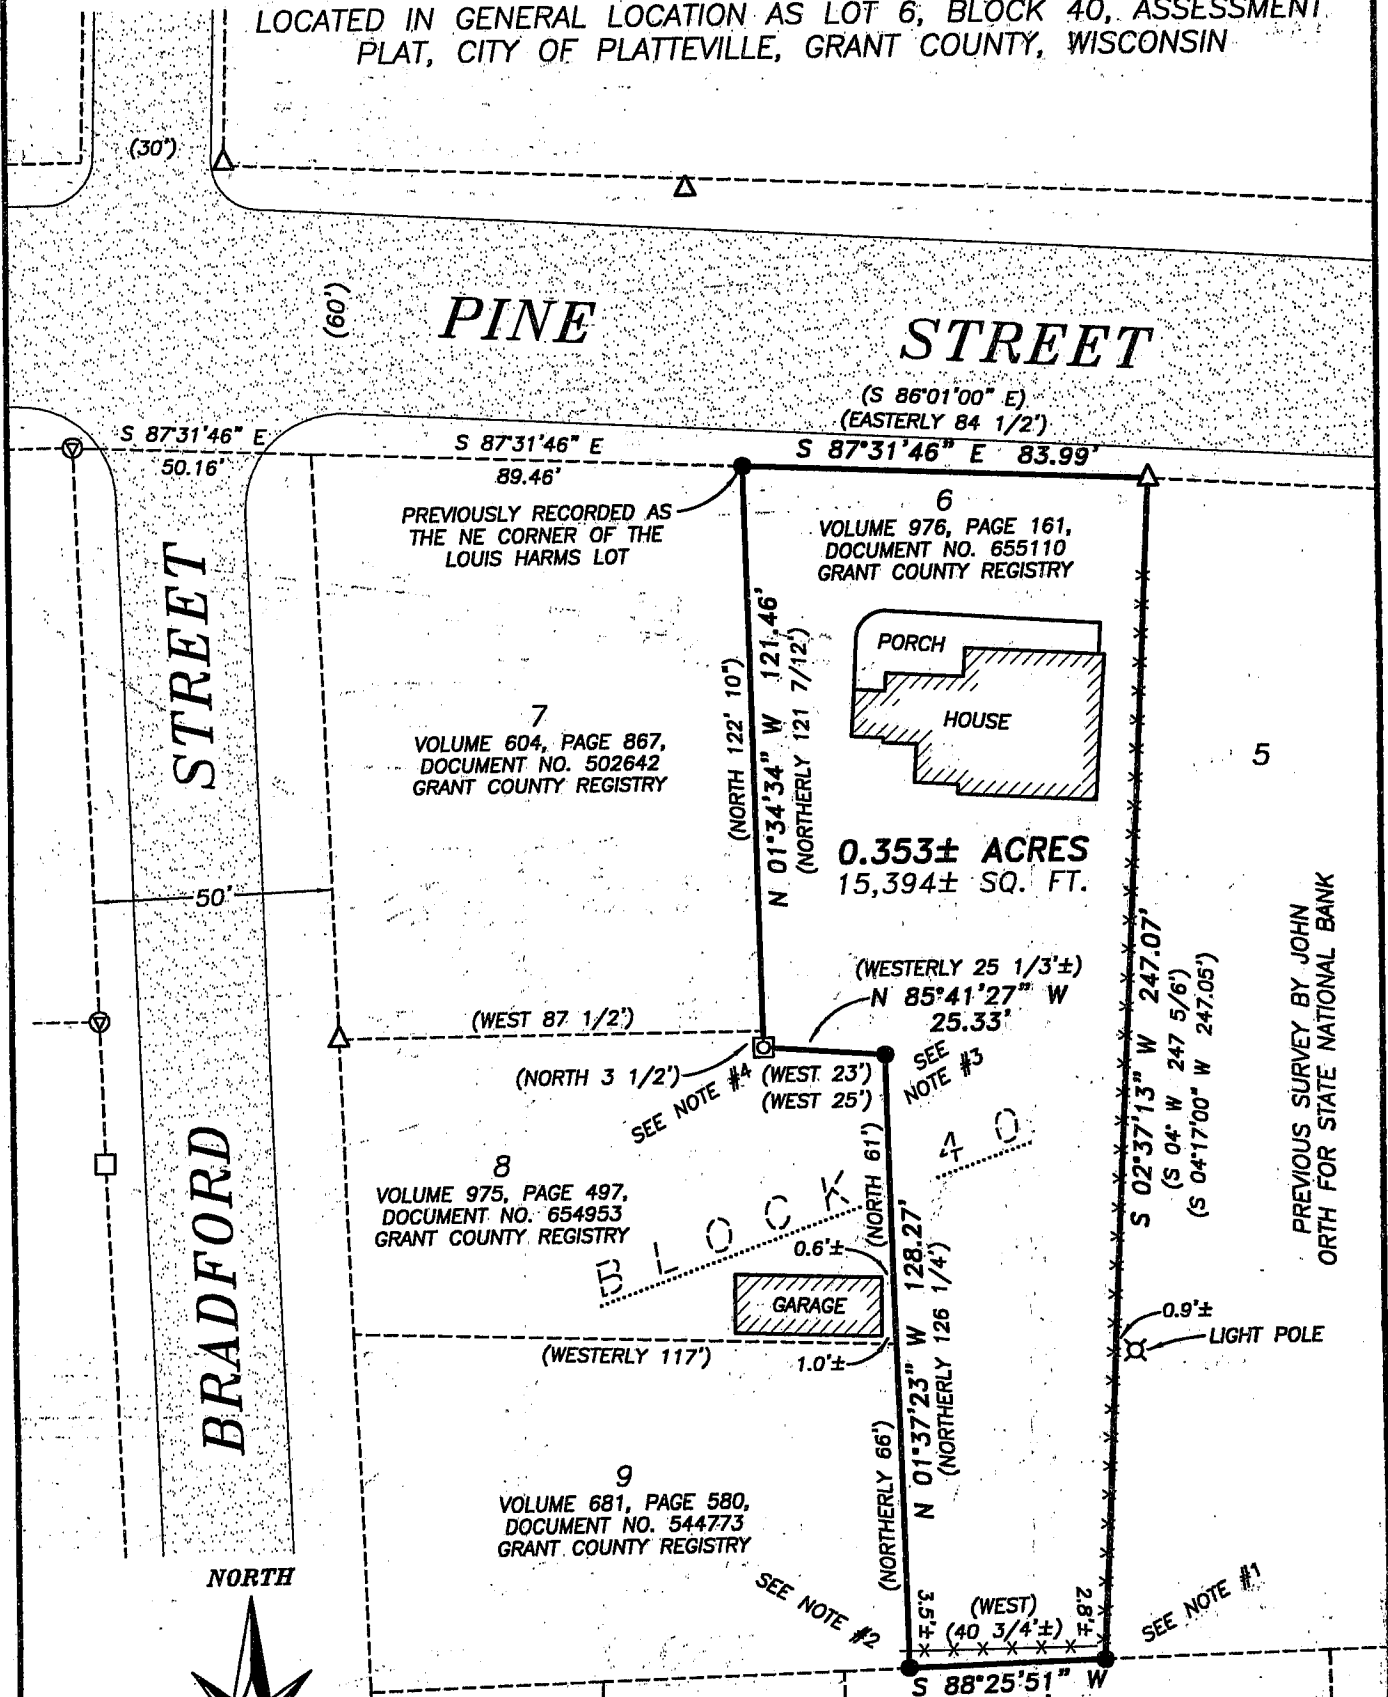 LOCATED IN GENERAL LOCATION AS LOT 6, BLOCK 40, ASSESSMENT
PLAT, CITY OF PLATTEVILLE, GRANT COUNTY, WISCONSIN
(30')
(60')
PINE STREET
(S 86°01'00" E)
(EASTERLY 84 1/2')
S 87°31'46" E 83.99'
S 87°31'46" E
50.16'
S 87°31'46" E
89.46'
PREVIOUSLY RECORDED AS
THE NE CORNER OF THE
LOUIS HARMS LOT
6
VOLUME 976, PAGE 161,
DOCUMENT NO. 655110
GRANT COUNTY REGISTRY
PORCH
HOUSE
7
VOLUME 604, PAGE 867,
DOCUMENT NO. 502642
GRANT COUNTY REGISTRY
(NORTH 122' 10")
N 01°34'34" W 121.46'
(NORTHERLY 121 7/12')
5
0.353± ACRES
15,394± SQ. FT.
50'
BRADFORD STREET
(WESTERLY 25 1/3'±)
N 85°41'27" W
25.33'
(WEST 87 1/2')
(NORTH 3 1/2')
SEE NOTE #4
(WEST 23')
(WEST 25')
SEE
NOTE #3
S 02°37'13" W 247.07'
(S 04° W 247 5/6')
(S 04°17'00" W 247.05')
PREVIOUS SURVEY BY JOHN
ORTH FOR STATE NATIONAL BANK
BLOCK 40
8
VOLUME 975, PAGE 497,
DOCUMENT NO. 654953
GRANT COUNTY REGISTRY
(NORTH 61')
0.6'±
GARAGE
N 01°37'23" W 128.27'
(NORTHERLY 126 1/4')
0.9'±
LIGHT POLE
(WESTERLY 117')
1.0'±
9
VOLUME 681, PAGE 580,
DOCUMENT NO. 544773
GRANT COUNTY REGISTRY
(NORTHERLY 66')
NORTH
SEE NOTE #2
3.5'±
(WEST)
(40 3/4'±)
2.8'±
SEE NOTE #1
S 88°25'51" W